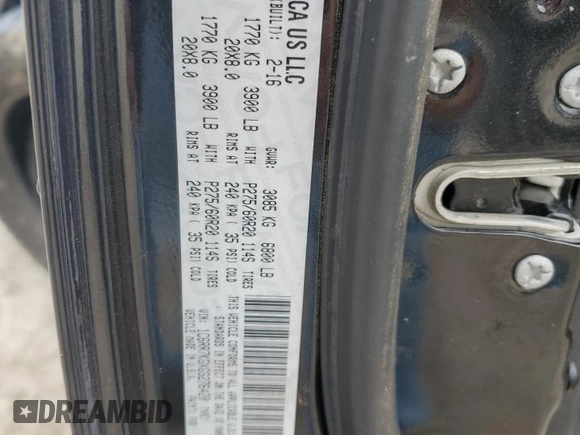 CA US LLC
(BUILT): 2-16
GVWR: 3085 KG 6800 LB
1770 KG 3900 LB WITH P275/60R20 114S TIRES
20X8.0 RIMS AT 240 KPA ( 35 PSI) COLD
1770 KG 3900 LB WITH P275/60R20 114S TIRES
20X8.0 RIMS AT 240 KPA ( 35 PSI) COLD
THIS VEHICLE CONFORMS TO ALL APPLICABLE U.S.
STANDARDS IN EFFECT ON THE DATE OF
VIN:
VEHICLE MADE IN U.S.A.
DREAMBID